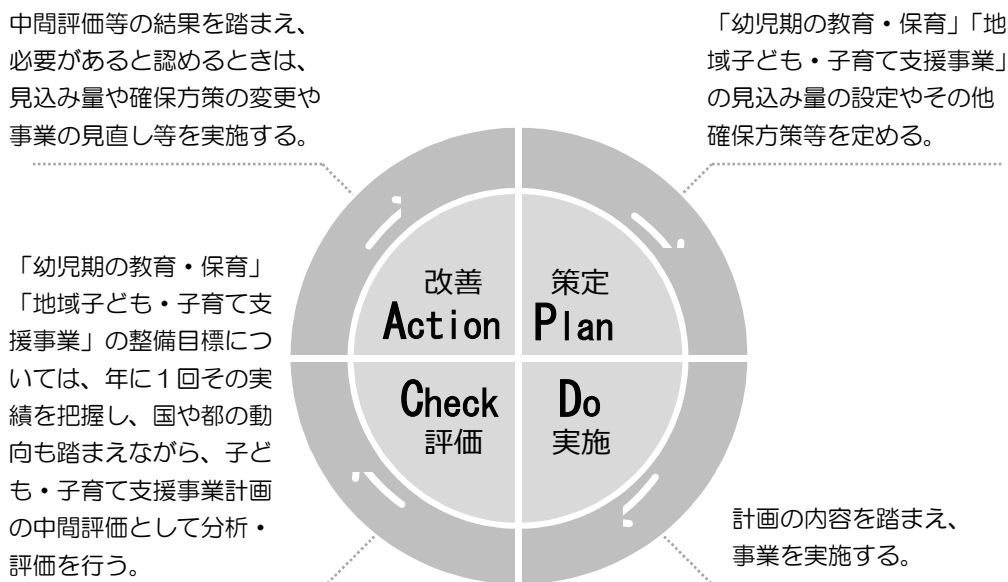 中間評価等の結果を踏まえ、
必要があると認めるときは、
見込み量や確保方策の変更や
事業の見直し等を実施する。
「幼児期の教育・保育」「地
域子ども・子育て支援事業」
の見込み量の設定やその他
確保方策等を定める。
改善
Action
策定
Plan
「幼児期の教育・保育」
「地域子ども・子育て支
援事業」の整備目標につ
いては、年に１回その実
績を把握し、国や都の動
向も踏まえながら、子ど
も・子育て支援事業計画
の中間評価として分析・
評価を行う。
Check
評価
Do
実施
計画の内容を踏まえ、
事業を実施する。